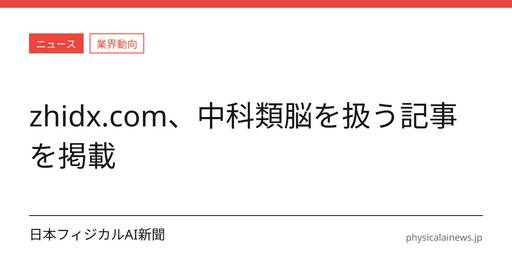 ニュース
業界動向
zhidx.com、中科類脳を扱う記事
を掲載
日本フィジカルAI新聞
physicalainews.jp